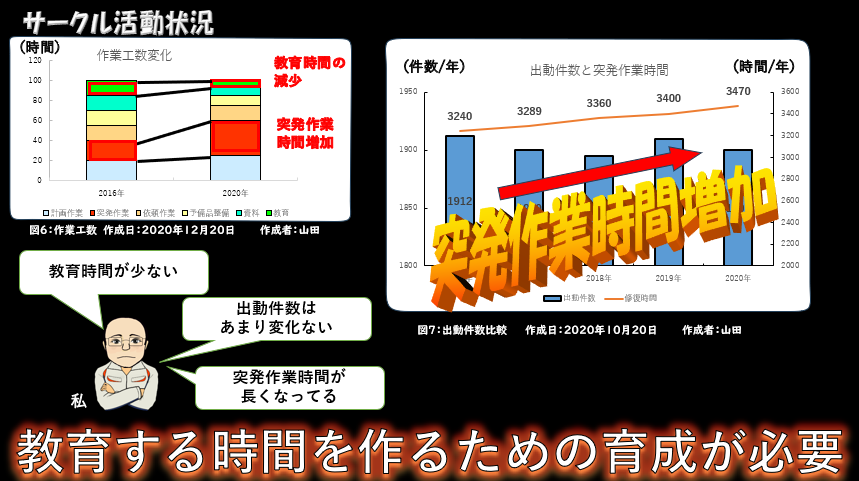 サークル活動状況
(時間)
作業工数変化
120
100
80
60
40
20
0
2016年
2020年
教育時間の
減少
突発作業
時間増加
計画作業 突発作業 依頼作業 予備品整備 資料 教育
図6:作業工数 作成日:2020年12月20日 作成者:山田
(件数/年)
出動件数と突発作業時間
(時間/年)
1950
1900
1850
1800
3240
3289
3360
3400
3470
1912
3600
3400
3200
3000
2800
2600
2400
2200
2000
突発作業時間増加
2018年
2019年
2020年
出動件数 修復時間
図7:出動件数比較 作成日:2020年10月20日 作成者:山田
教育時間が少ない
出動件数は
あまり変化ない
突発作業時間が
長くなってる
私
教育する時間を作るための育成が必要